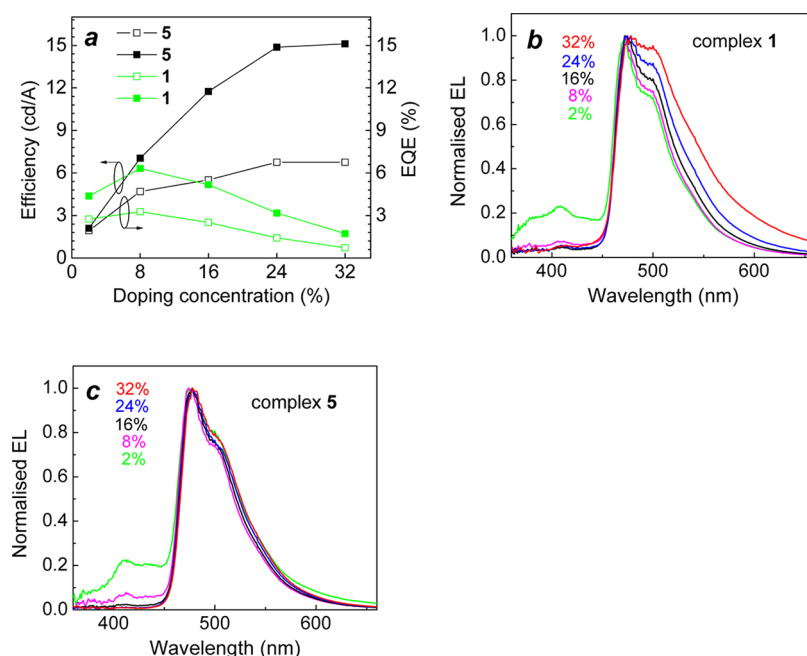 a
5
5
1
1
15
12
9
6
3
0
15
12
9
6
3
0 8 16 24 32
Efficiency (cd/A)
EQE (%)
Doping concentration (%)
b
32%
24%
16%
8%
2%
complex 1
1.0
0.8
0.6
0.4
0.2
0.0
400 500 600
Normalised EL
Wavelength (nm)
c
32%
24%
16%
8%
2%
complex 5
1.0
0.8
0.6
0.4
0.2
0.0
400 500 600
Normalised EL
Wavelength (nm)